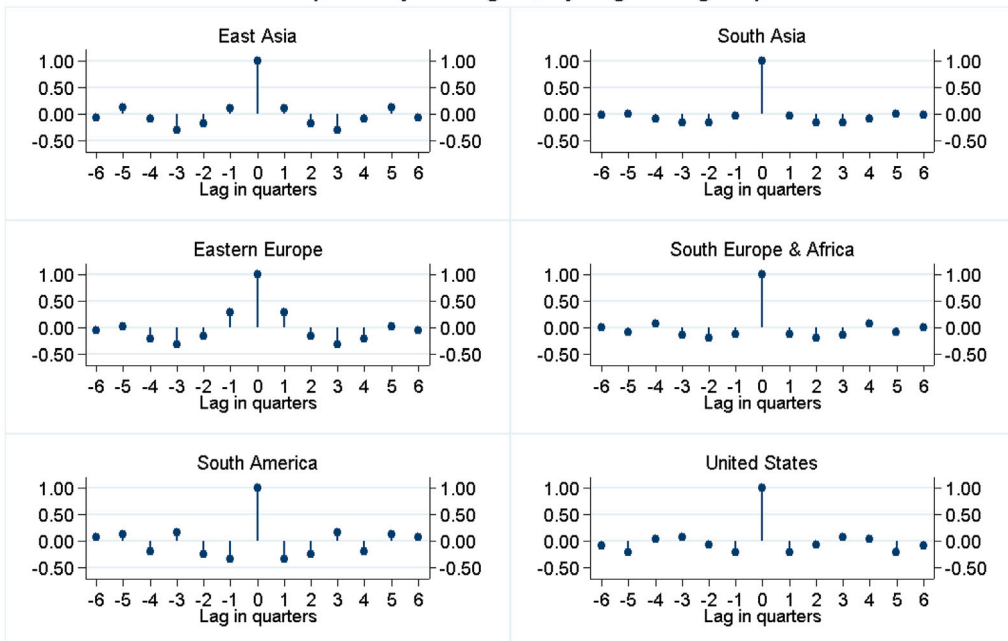 East Asia
1.00 1.00
0.50 0.50
0.00 0.00
-0.50 -0.50
-6 -5 -4 -3 -2 -1 0 1 2 3 4 5 6
Lag in quarters
South Asia
1.00 1.00
0.50 0.50
0.00 0.00
-0.50 -0.50
-6 -5 -4 -3 -2 -1 0 1 2 3 4 5 6
Lag in quarters
Eastern Europe
1.00 1.00
0.50 0.50
0.00 0.00
-0.50 -0.50
-6 -5 -4 -3 -2 -1 0 1 2 3 4 5 6
Lag in quarters
South Europe & Africa
1.00 1.00
0.50 0.50
0.00 0.00
-0.50 -0.50
-6 -5 -4 -3 -2 -1 0 1 2 3 4 5 6
Lag in quarters
South America
1.00 1.00
0.50 0.50
0.00 0.00
-0.50 -0.50
-6 -5 -4 -3 -2 -1 0 1 2 3 4 5 6
Lag in quarters
United States
1.00 1.00
0.50 0.50
0.00 0.00
-0.50 -0.50
-6 -5 -4 -3 -2 -1 0 1 2 3 4 5 6
Lag in quarters